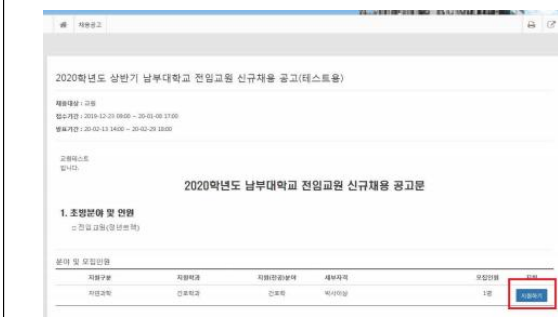 채용공고
2020학년도 상반기 남부대학교 전임교원 신규채용 공고(테스트용)
채용대상 : 교원
접수기간 : 2019-12-23 09:00 ~ 20-01-08 17:00
발표기간 : 20-02-13 14:00 ~ 20-02-29 18:00
교원테스트
입니다.
2020학년도 남부대학교 전임교원 신규채용 공고문
1. 초빙분야 및 인원
□ 전임교원(정년트랙)
분야 및 모집인원
지원구분 지원학과 지원(전공)분야 세부자격 모집인원 지원
자연과학 간호학과 간호학 박사이상 1명 지원하기